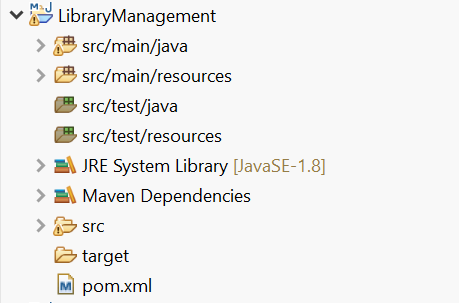 LibraryManagement
src/main/java
src/main/resources
src/test/java
src/test/resources
JRE System Library [JavaSE-1.8]
Maven Dependencies
src
target
pom.xml